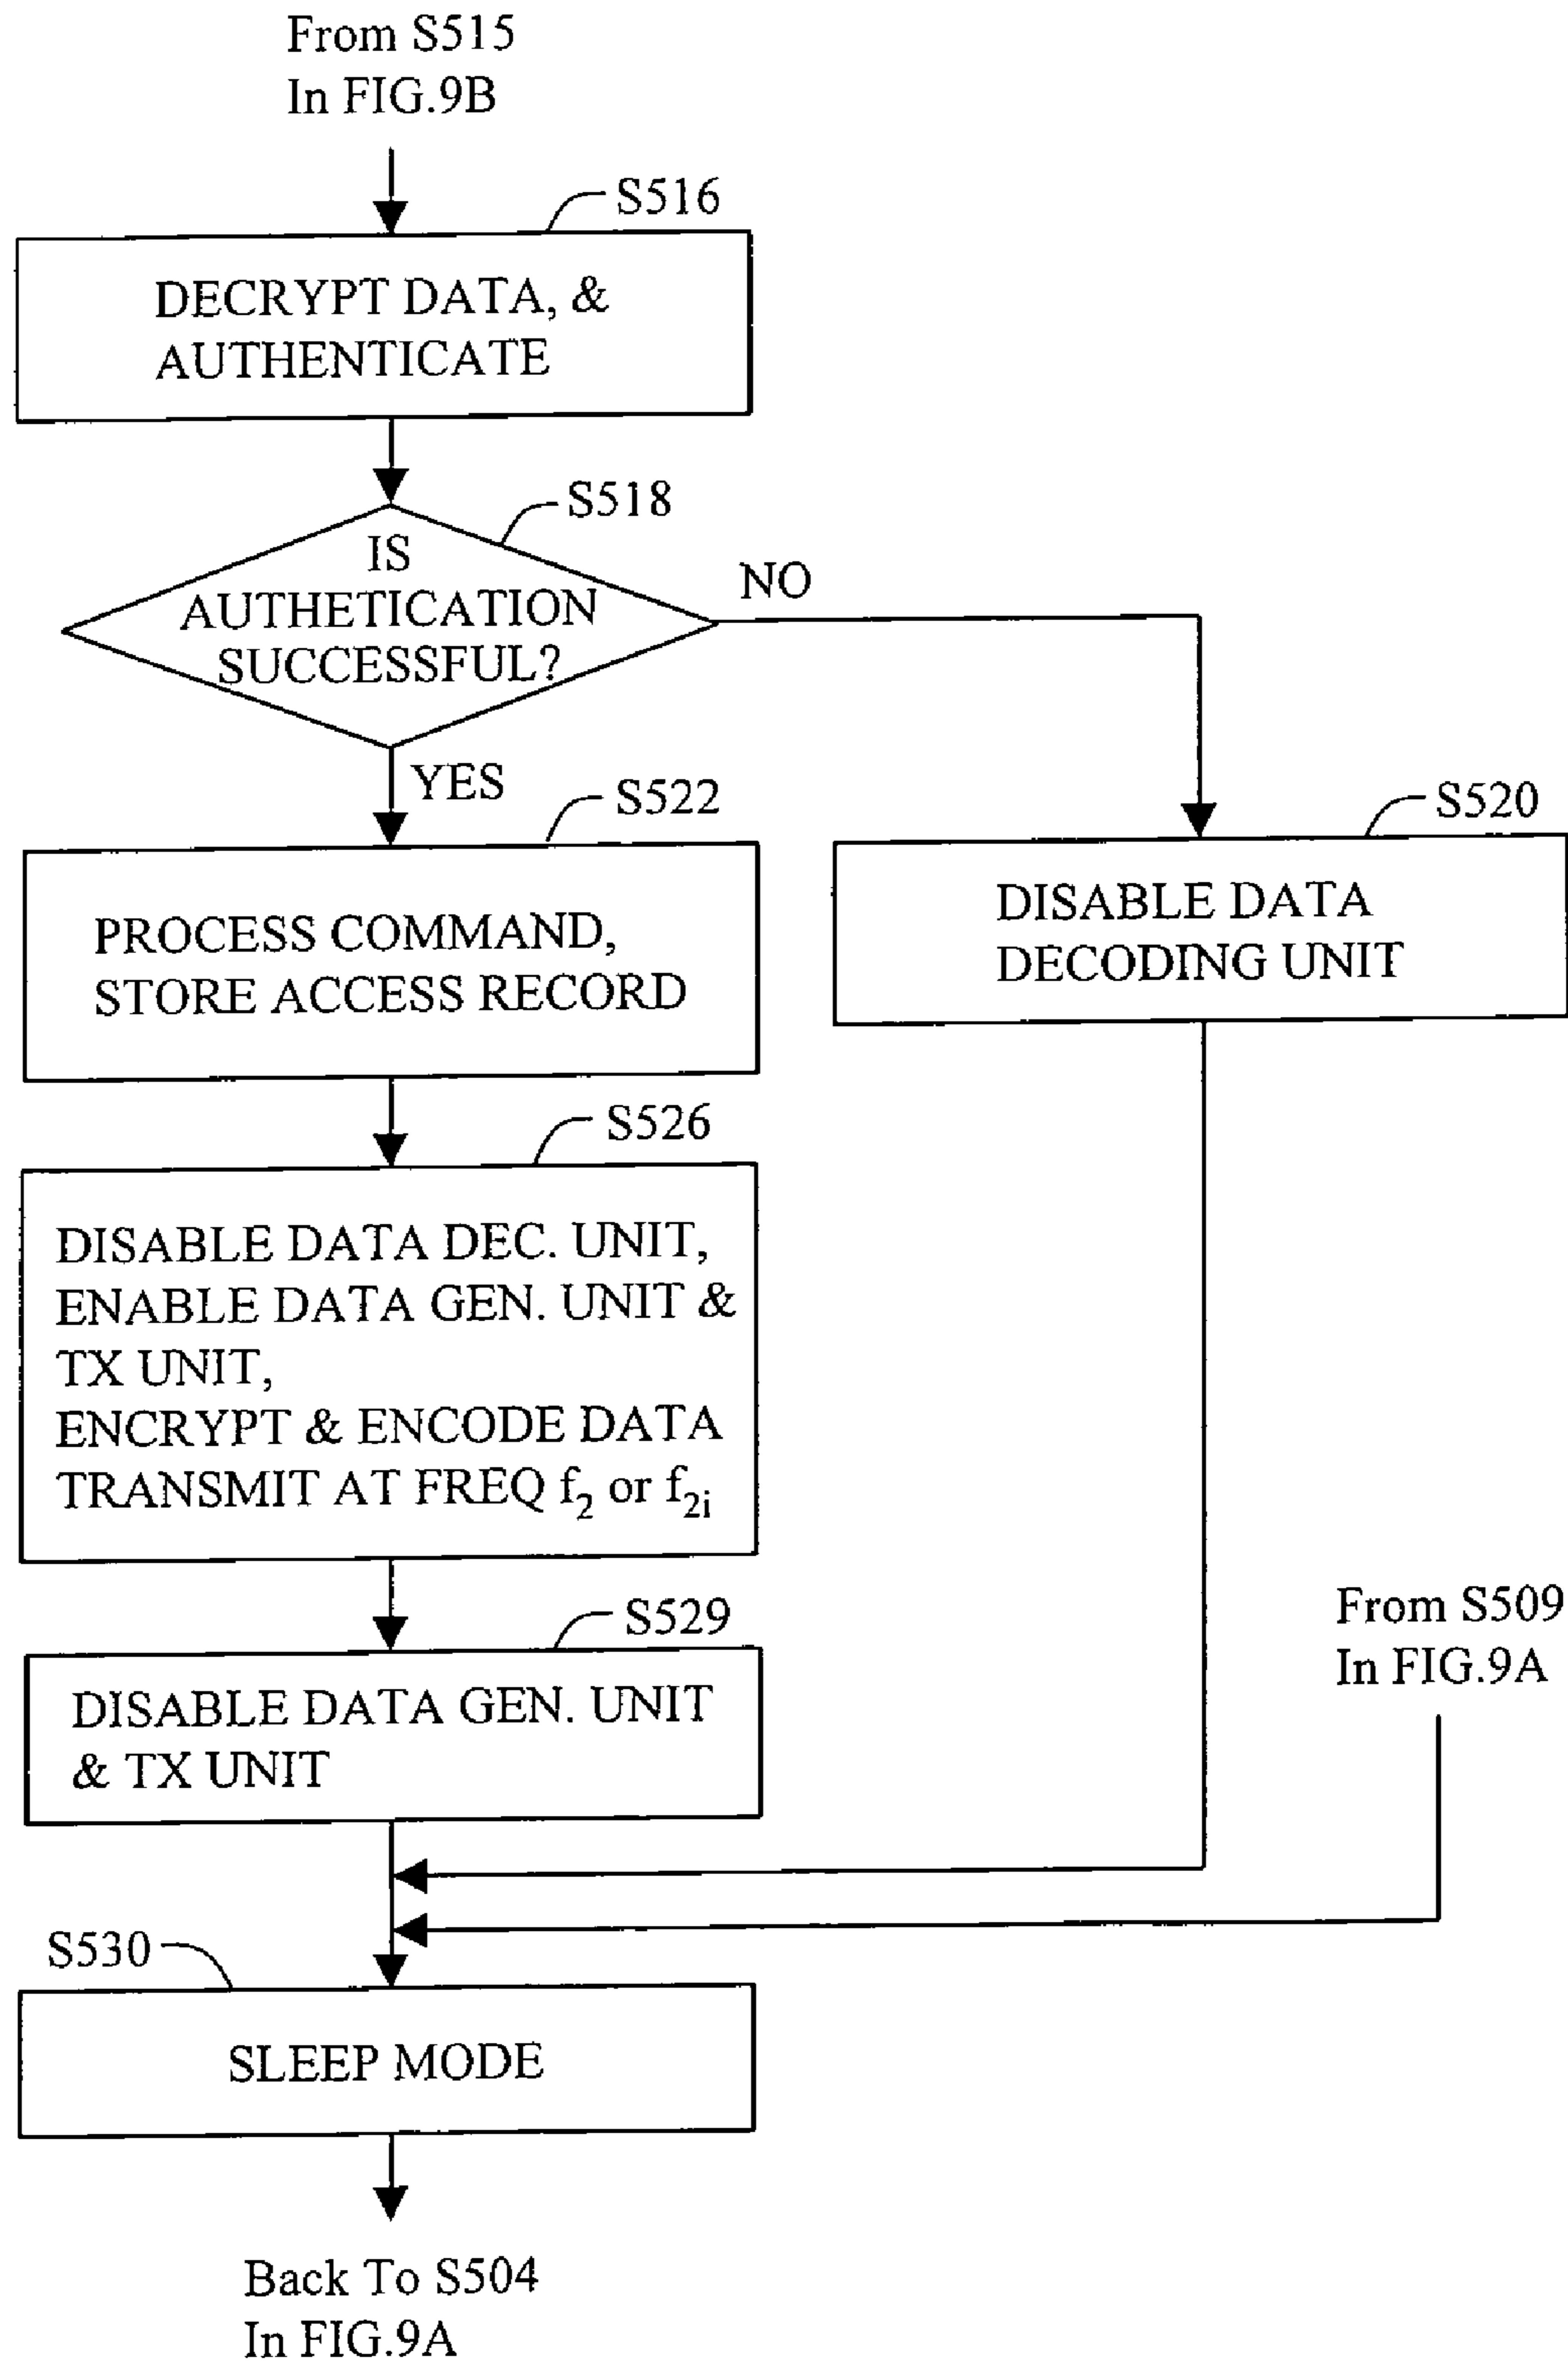 From S515
In FIG.9B
S516
DECRYPT DATA, &
AUTHENTICATE
S518
IS
AUTHETICATION
SUCCESSFUL?
NO
YES
S522
PROCESS COMMAND,
STORE ACCESS RECORD
S520
DISABLE DATA
DECODING UNIT
S526
DISABLE DATA DEC. UNIT,
ENABLE DATA GEN. UNIT &
TX UNIT,
ENCRYPT & ENCODE DATA
TRANSMIT AT FREQ f2 or f2i
S529
DISABLE DATA GEN. UNIT
& TX UNIT
From S509
In FIG.9A
S530
SLEEP MODE
Back To S504
In FIG.9A